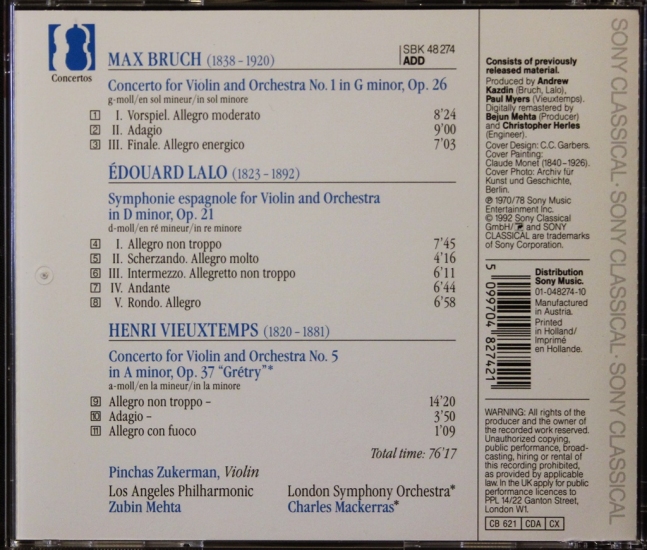 Concertos
MAX BRUCH (1838 - 1920)
SBK 48274
ADD
Concerto for Violin and Orchestra No. 1 in G minor, Op. 26
g-moll/en sol mineur/in sol minore
1 I. Vorspiel. Allegro moderato 8'24
2 II. Adagio 9'00
3 III. Finale. Allegro energico 7'03
ÉDOUARD LALO (1823 - 1892)
Symphonie espagnole for Violin and Orchestra
in D minor, Op. 21
d-moll/en ré mineur/in re minore
4 I. Allegro non troppo 7'45
5 II. Scherzando. Allegro molto 4'16
6 III. Intermezzo. Allegretto non troppo 6'11
7 IV. Andante 6'44
8 V. Rondo. Allegro 6'58
HENRI VIEUXTEMPS (1820 - 1881)
Concerto for Violin and Orchestra No. 5
in A minor, Op. 37 “Grétry”*
a-moll/en la mineur/in la minore
9 Allegro non troppo – 14'20
10 Adagio – 3'50
11 Allegro con fuoco 1'09
Total time: 76'17
Pinchas Zukerman, Violin
Los Angeles Philharmonic
Zubin Mehta
London Symphony Orchestra*
Charles Mackerras*
Consists of previously
released material.
Produced by Andrew
Kazdin (Bruch, Lalo),
Paul Myers (Vieuxtemps).
Digitally remastered by
Bejun Mehta (Producer)
and Christopher Herles
(Engineer).
Cover Design: C.C. Garbers.
Cover Painting:
Claude Monet (1840-1926).
Cover Photo: Archiv für
Kunst und Geschichte,
Berlin.
℗ 1970/78 Sony Music
Entertainment Inc.
© 1992 Sony Classical
GmbH/ and SONY
CLASSICAL are trademarks
of Sony Corporation.
5 099704 827421
Distribution
Sony Music.
01-048274-10
Manufactured
in Austria.
Printed
in Holland/
Imprimé
en Hollande.
WARNING: All rights of the
producer and the owner of
the recorded work reserved.
Unauthorized copying,
public performance, broad-
casting, hiring or rental of
this recording prohibited,
as provided by applicable
law. In the UK apply for public
performance licences to
PPL 14/22 Ganton Street,
London W1.
CB 621 CDA CX
SONY CLASSICAL · SONY CLASSICAL · SONY CLASSICAL · SONY CLASSICAL